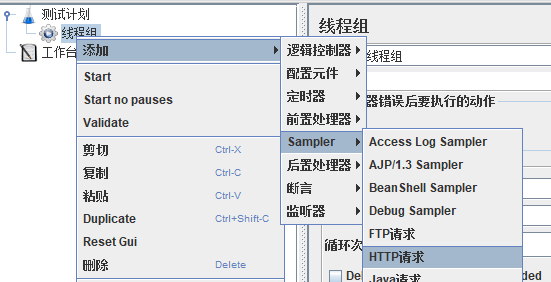 测试计划
线程组
工作台
添加
Start
Start no pauses
Validate
剪切 Ctrl-X
复制 Ctrl-C
粘贴 Ctrl-V
Duplicate Ctrl+Shift-C
Reset Gui
删除 Delete
逻辑控制器
配置元件
定时器
前置处理器
Sampler
后置处理器
断言
监听器
Access Log Sampler
AJP/1.3 Sampler
BeanShell Sampler
Debug Sampler
FTP请求
HTTP请求
Java请求
线程组
线程组
器错误后要执行的动作
循环次
De
ded